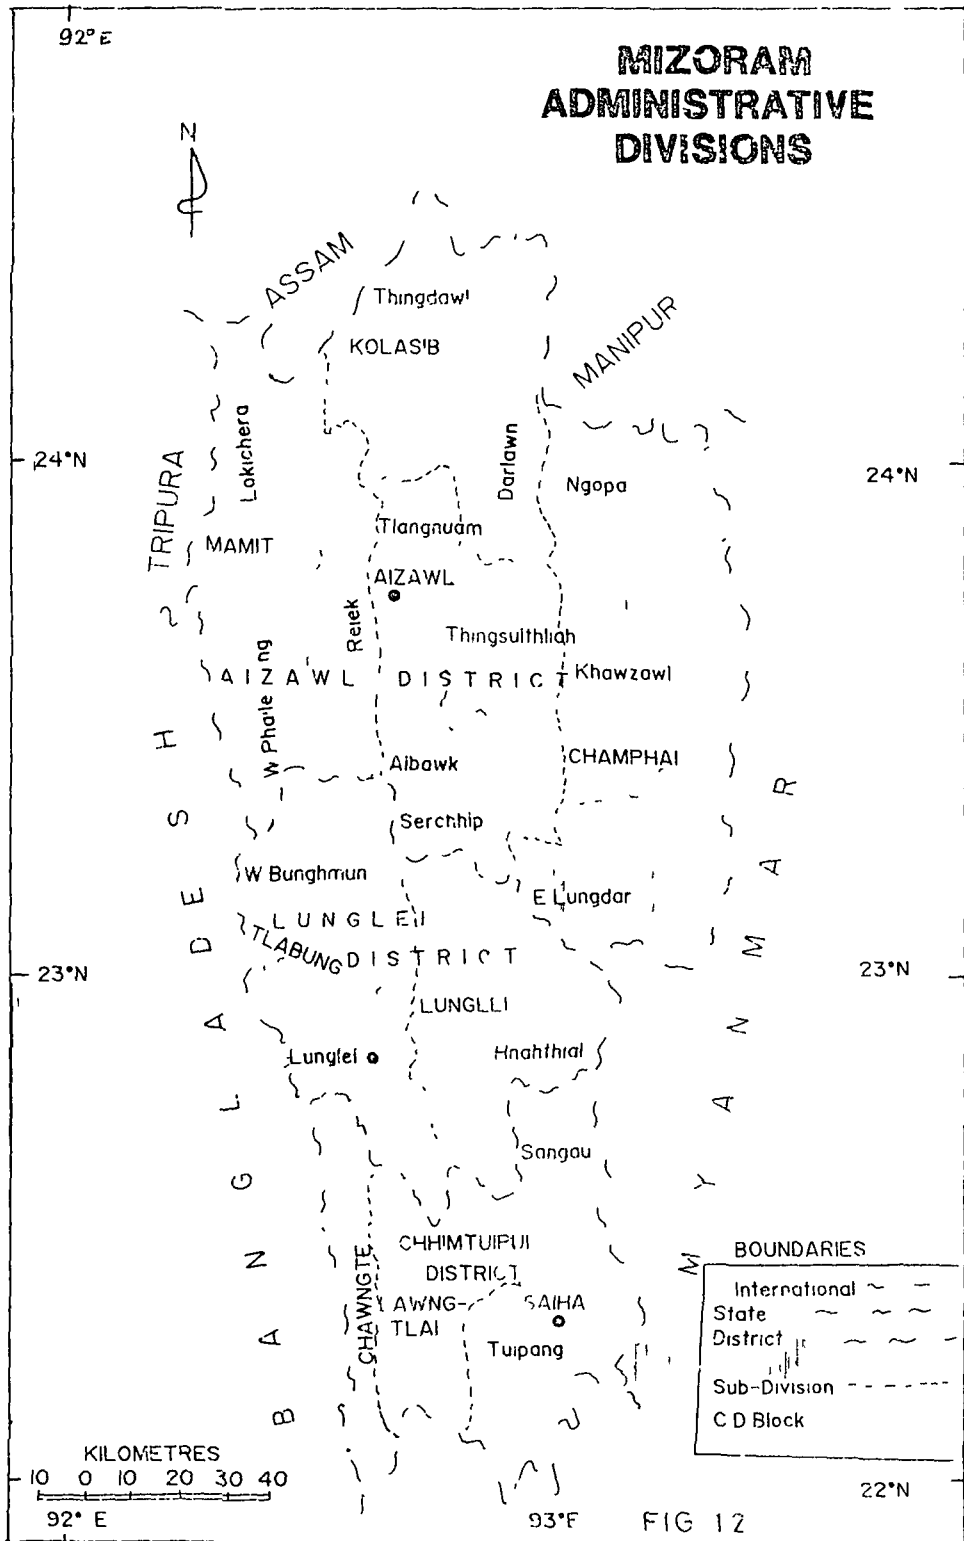 92° E
MIZORAM
ADMINISTRATIVE
DIVISIONS
N
ASSAM
Thingdawl
KOLASIB
MANIPUR
Lokichera
24°N
24°N
Darlawn
Ngopa
TRIPURA
Tlangnuam
MAMIT
AIZAWL
Reiek
Thingsulthliah
AIZAWL DISTRICT
Khawzawl
W Phaileng
Aibawk
CHAMPHAI
Serchhip
W Bunghmun
E Lungdar
LUNGLEI
TLABUNG
DISTRICT
23°N
23°N
LUNGLLI
Lunglei
Hnahthial
Sangau
BANGLADESH
MYANMAR
CHHIMTUIPUI
DISTRICT
CHAWNGTE
AWNG-
TLAI
SAIHA
Tuipang
BOUNDARIES
International
State
District
Sub-Division
C D Block
KILOMETRES
10 0 10 20 30 40
22°N
92° E
93°E
FIG 12